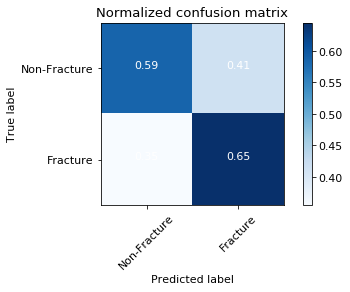 Normalized confusion matrix
True label
Non-Fracture 0.59 0.41
Fracture 0.65
Non-Fracture
Fracture
Predicted label
0.60
0.55
0.50
0.45
0.40